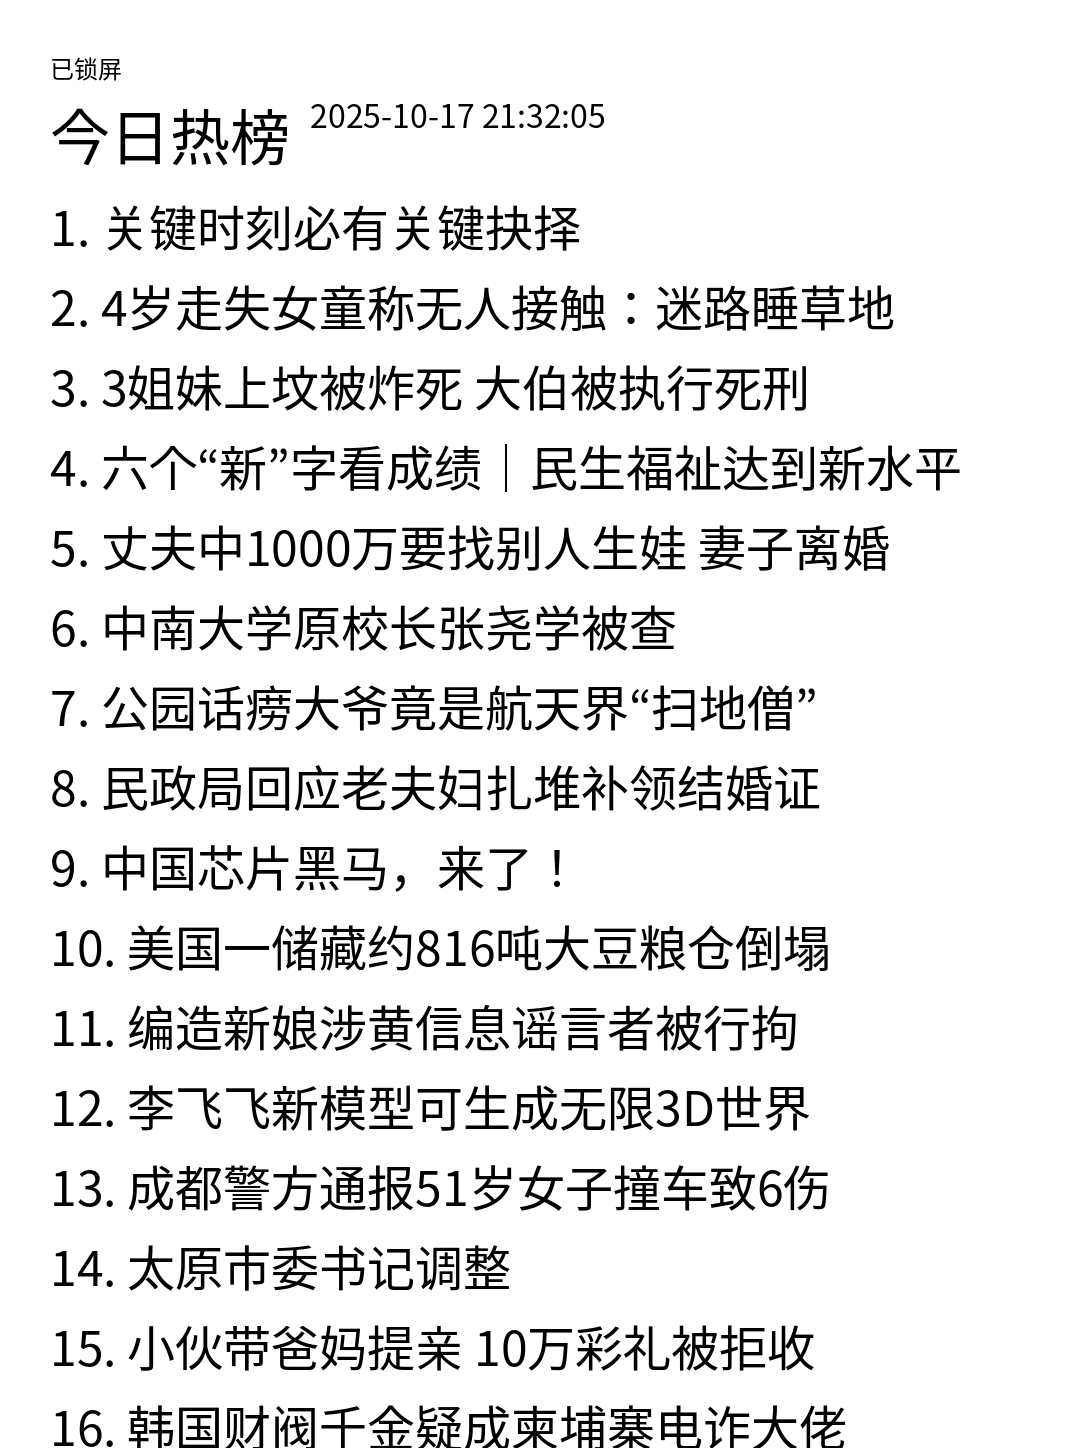 已锁屏
今日热榜 2025-10-17 21:32:05
1. 关键时刻必有关键抉择
2. 4岁走失女童称无人接触：迷路睡草地
3. 3姐妹上坟被炸死 大伯被执行死刑
4. 六个“新”字看成绩｜民生福祉达到新水平
5. 丈夫中1000万要找别人生娃 妻子离婚
6. 中南大学原校长张尧学被查
7. 公园话痨大爷竟是航天界“扫地僧”
8. 民政局回应老夫妇扎堆补领结婚证
9. 中国芯片黑马，来了！
10. 美国一储藏约816吨大豆粮仓倒塌
11. 编造新娘涉黄信息谣言者被行拘
12. 李飞飞新模型可生成无限3D世界
13. 成都警方通报51岁女子撞车致6伤
14. 太原市委书记调整
15. 小伙带爸妈提亲 10万彩礼被拒收
16. 韩国财阀千金疑成柬埔寨电诈大佬